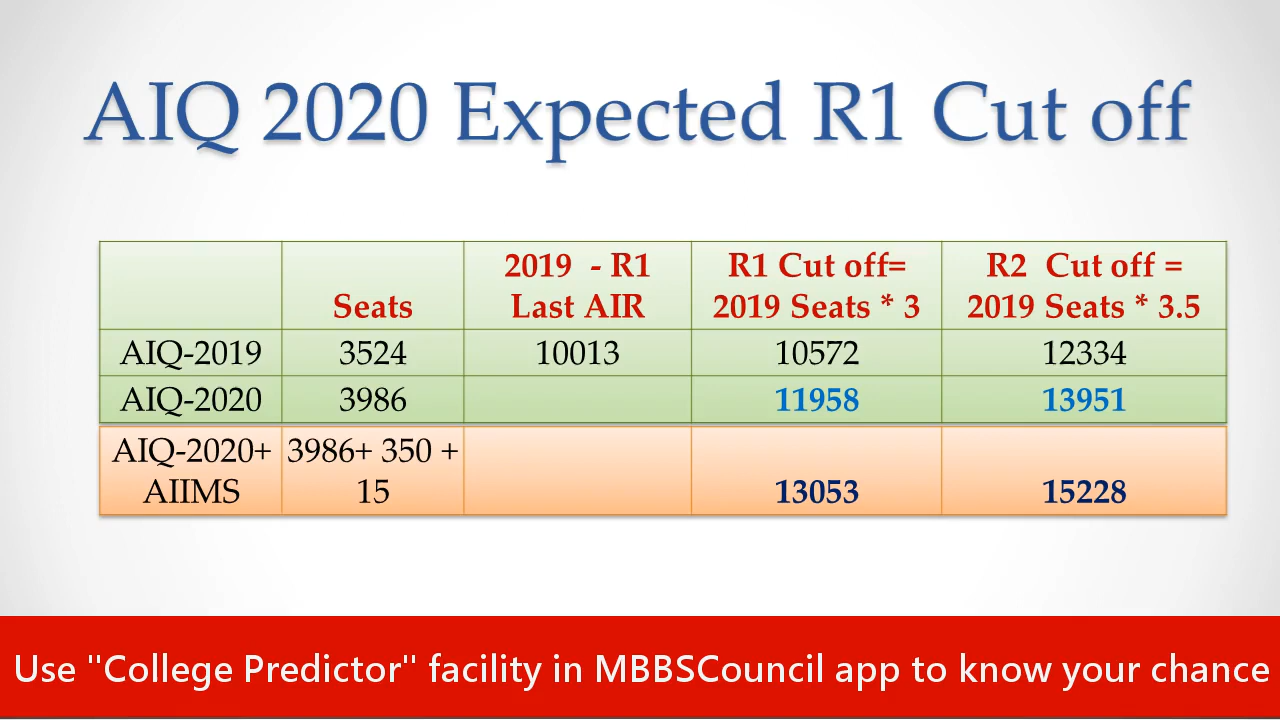 AIQ 2020 Expected R1 Cut off
Seats
2019 - R1
Last AIR
R1 Cut off=
2019 Seats * 3
R2 Cut off =
2019 Seats * 3.5
AIQ-2019 3524 10013 10572 12334
AIQ-2020 3986 11958 13951
AIQ-2020+
AIIMS
3986+ 350 +
15
13053
15228
Use "College Predictor" facility in MBBSCouncil app to know your chance